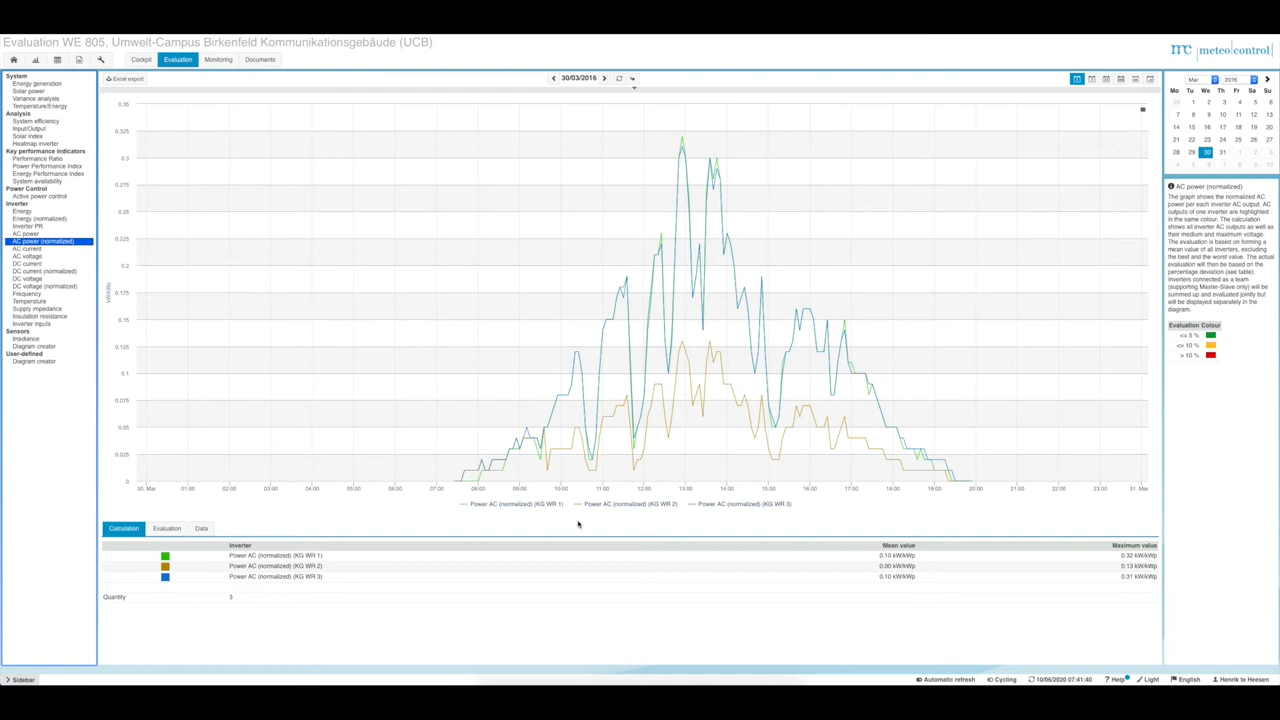 Evaluation WE 805, Umwelt-Campus Birkenfeld Kommunikationsgebäude (UCB)
meteocontrol
Cockpit Evaluation Monitoring Documents
System
Energy generation
Solar power
Variance analysis
Temperature/Energy
Analysis
System efficiency
Input/Output
Solar index
Heatmap inverter
Key performance indicators
Performance Ratio
Power Performance Index
Energy Performance Index
System availability
Power Control
Active power control
Inverter
Energy
Energy (normalized)
Inverter PR
AC power
AC power (normalized)
AC current
AC voltage
DC current
DC current (normalized)
DC voltage
DC voltage (normalized)
Frequency
Temperature
Supply impedance
Insulation resistance
Inverter inputs
Sensors
Irradiance
Diagram creator
User-defined
Diagram creator
Excel export
30/03/2016
0.35
0.325
0.3
0.275
0.25
0.225
0.2
0.175
0.15
0.125
0.1
0.075
0.05
0.025
0
kW/kWp
30. Mar 01:00 02:00 03:00 04:00 05:00 06:00 07:00 08:00 09:00 10:00 11:00 12:00 13:00 14:00 15:00 16:00 17:00 18:00 19:00 20:00 21:00 22:00 23:00 31. Mar
Power AC (normalized) (KG WR 1) Power AC (normalized) (KG WR 2) Power AC (normalized) (KG WR 3)
Calculation Evaluation Data
Inverter Mean value Maximum value
Power AC (normalized) (KG WR 1) 0.10 kW/kWp 0.32 kW/kWp
Power AC (normalized) (KG WR 2) 0.00 kW/kWp 0.13 kW/kWp
Power AC (normalized) (KG WR 3) 0.10 kW/kWp 0.31 kW/kWp
Quantity 3
Mar 2016
Mo Tu We Th Fr Sa Su
29 1 2 3 4 5 6
7 8 9 10 11 12 13
14 15 16 17 18 19 20
21 22 23 24 25 26 27
28 29 30 31 1 2 3
4 5 6 7 8 9 10
AC power (normalized)
The graph shows the normalized AC
power per each inverter AC output. AC
outputs of one inverter are highlighted
in the same colour. The calculation
shows all inverter AC outputs as well as
their medium and maximum voltage.
The evaluation is based on forming a
mean value of all inverters, excluding
the best and the worst value. The actual
evaluation will then be based on the
percentage deviation (see table).
Inverters connected as a team
(supporting Master-Slave only) will be
summed up and evaluated jointly but
will be displayed separately in the
diagram.
Evaluation Colour
<= 5 %
<= 10 %
> 10 %
Sidebar
Automatic refresh Cycling 10/06/2020 07:41:40 Help Light English Henrik te Heesen